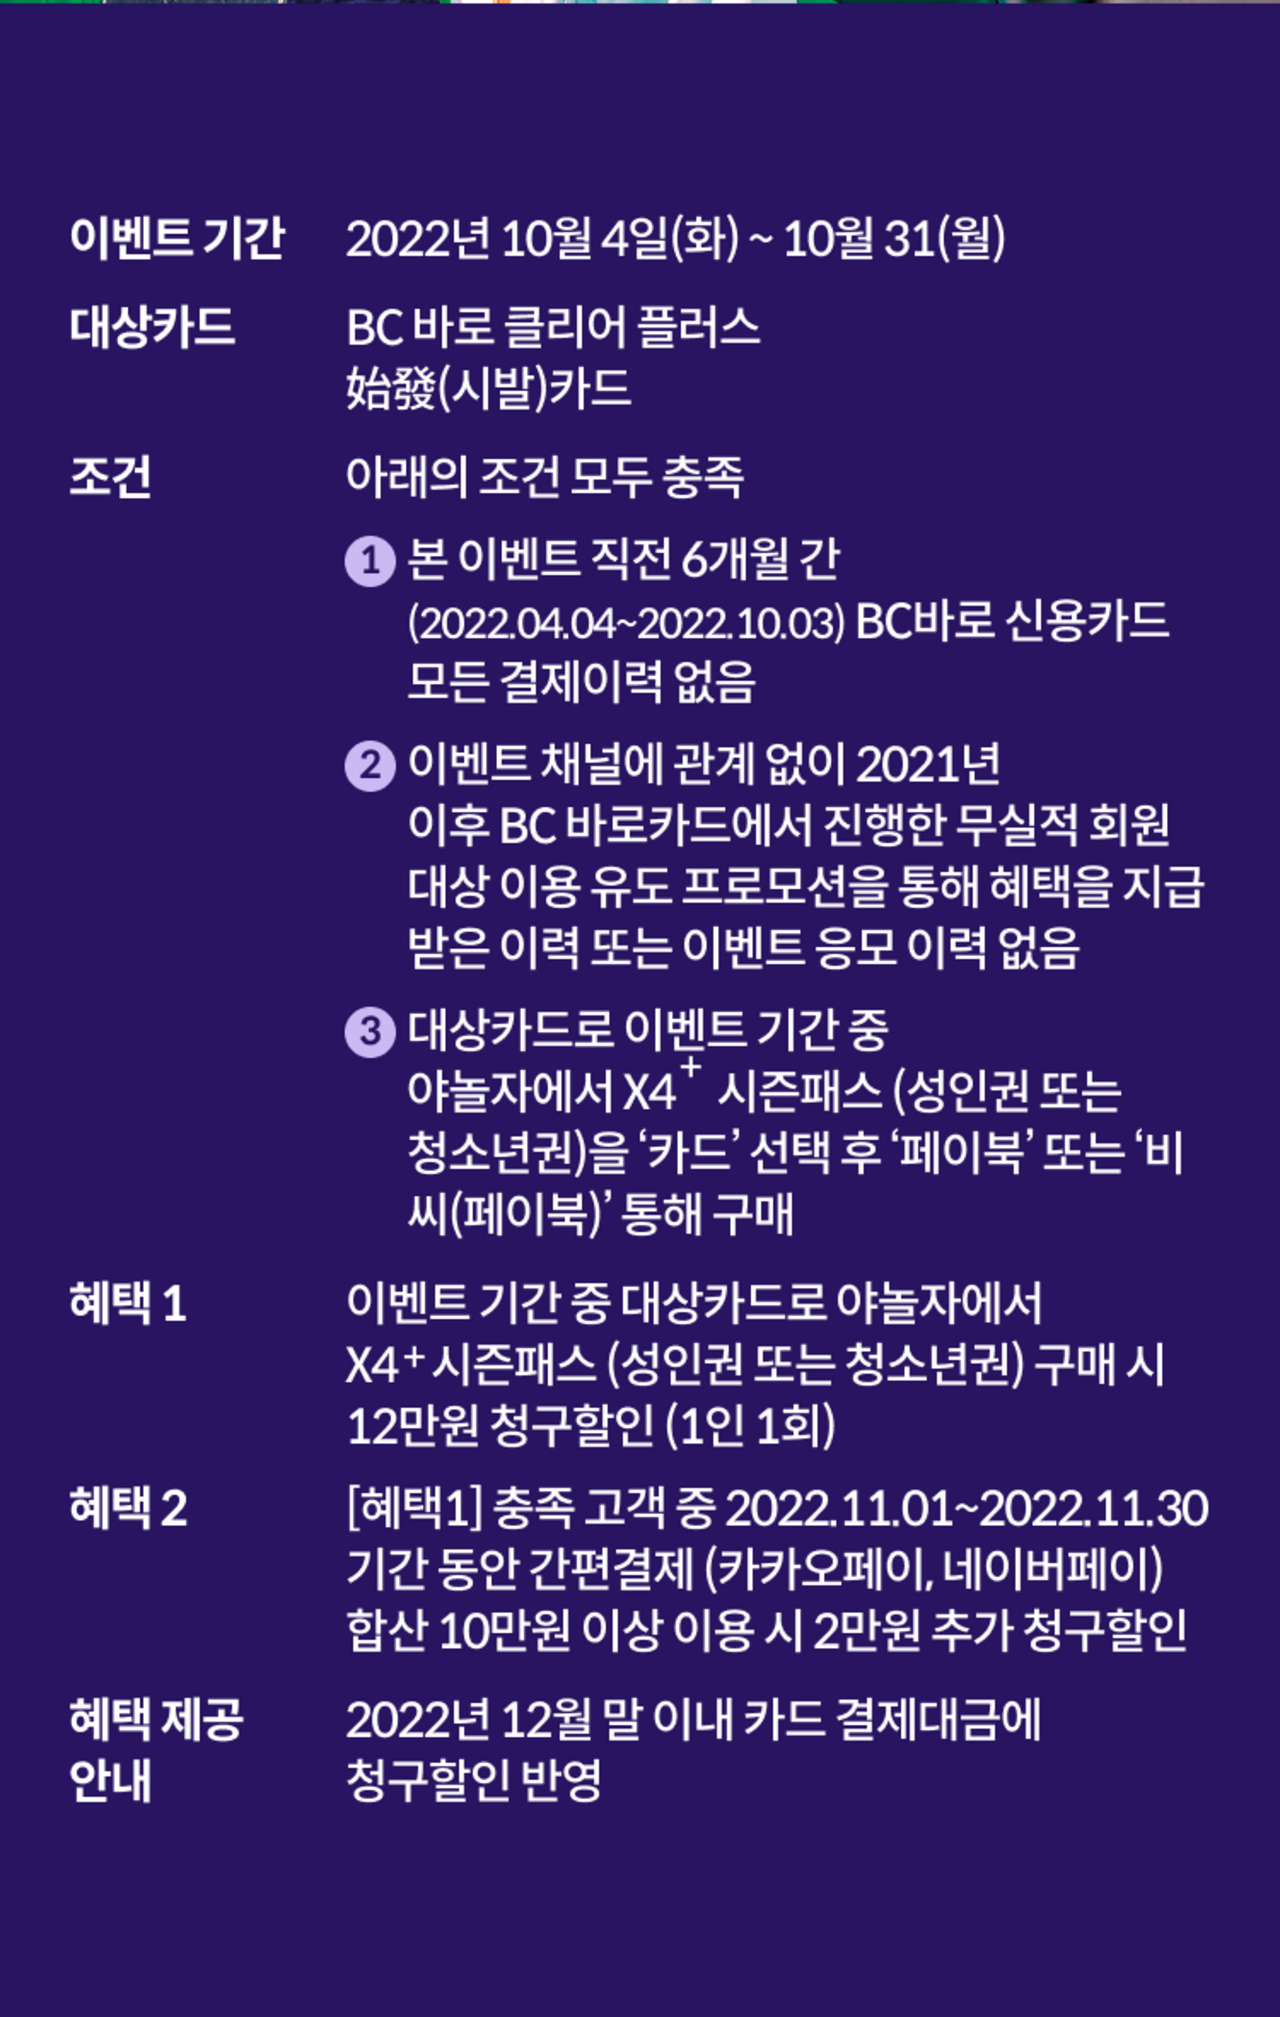 이벤트 기간 2022년 10월 4일(화) ~ 10월 31(월)
대상카드 BC 바로 클리어 플러스
始發(시발)카드
조건 아래의 조건 모두 충족
1 본 이벤트 직전 6개월 간
(2022.04.04~2022.10.03) BC바로 신용카드
모든 결제이력 없음
2 이벤트 채널에 관계 없이 2021년
이후 BC 바로카드에서 진행한 무실적 회원
대상 이용 유도 프로모션을 통해 혜택을 지급
받은 이력 또는 이벤트 응모 이력 없음
3 대상카드로 이벤트 기간 중
야놀자에서 X4⁺ 시즌패스 (성인권 또는
청소년권)을 ‘카드’ 선택 후 ‘페이북’ 또는 ‘비
씨(페이북)’ 통해 구매
혜택 1 이벤트 기간 중 대상카드로 야놀자에서
X4⁺ 시즌패스 (성인권 또는 청소년권) 구매 시
12만원 청구할인 (1인 1회)
혜택 2 [혜택1] 충족 고객 중 2022.11.01~2022.11.30
기간 동안 간편결제 (카카오페이, 네이버페이)
합산 10만원 이상 이용 시 2만원 추가 청구할인
혜택 제공 2022년 12월 말 이내 카드 결제대금에
안내 청구할인 반영